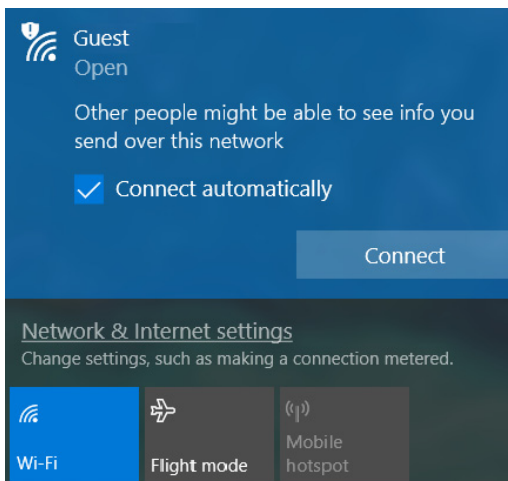 Guest
Open
Other people might be able to see info you
send over this network
Connect automatically
Connect
Network & Internet settings
Change settings, such as making a connection metered.
Wi-Fi
Flight mode
Mobile
hotspot